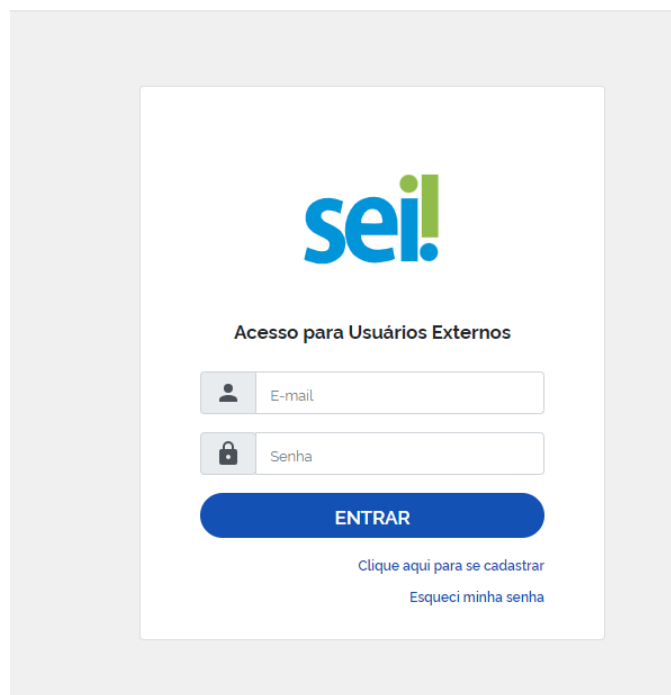 sei!
Acesso para Usuários Externos
E-mail
Senha
ENTRAR
Clique aqui para se cadastrar
Esqueci minha senha